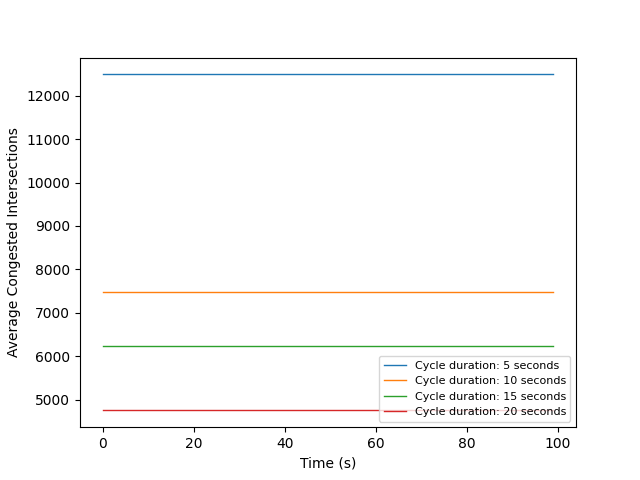 Average Congested Intersections
12000
11000
10000
9000
8000
7000
6000
5000
Cycle duration: 5 seconds
Cycle duration: 10 seconds
Cycle duration: 15 seconds
Cycle duration: 20 seconds
0 20 40 60 80 100
Time (s)